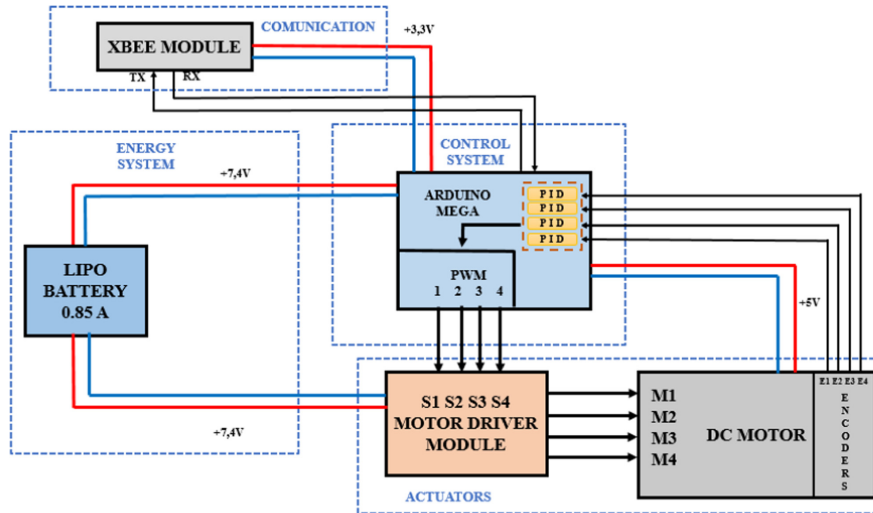 COMUNICATION
XBEE MODULE
TX
RX
+3,3V
ENERGY
SYSTEM
+7,4V
LIPO
BATTERY
0.85 A
+7,4V
CONTROL
SYSTEM
ARDUINO
MEGA
PID
PID
PID
PID
PWM
1 2 3 4
+5V
S1 S2 S3 S4
MOTOR DRIVER
MODULE
M1
M2
M3
M4
DC MOTOR
E1 E2 E3 E4
ENCODERS
ACTUATORS